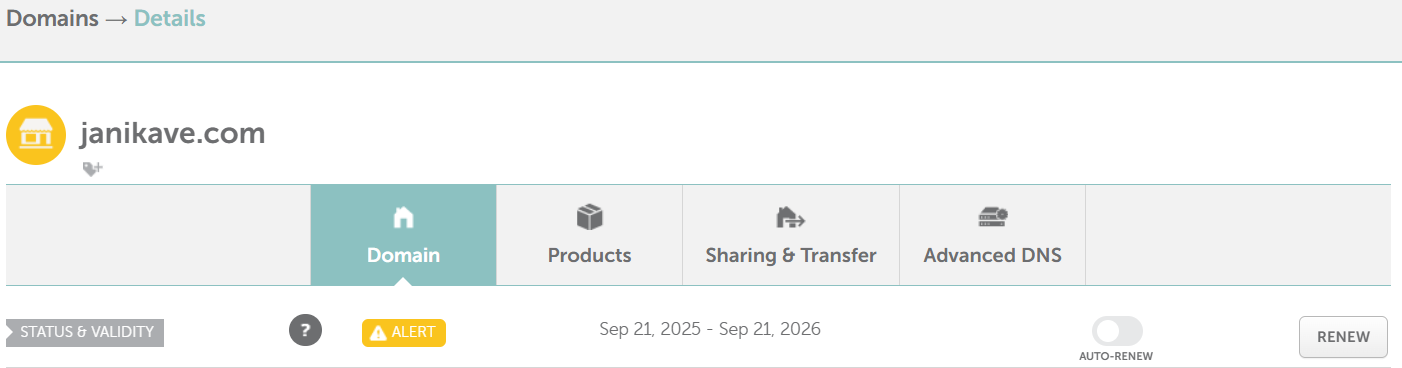 Domains → Details
janikave.com
Domain
Products
Sharing & Transfer
Advanced DNS
STATUS & VALIDITY
?
ALERT
Sep 21, 2025 - Sep 21, 2026
AUTO-RENEW
RENEW